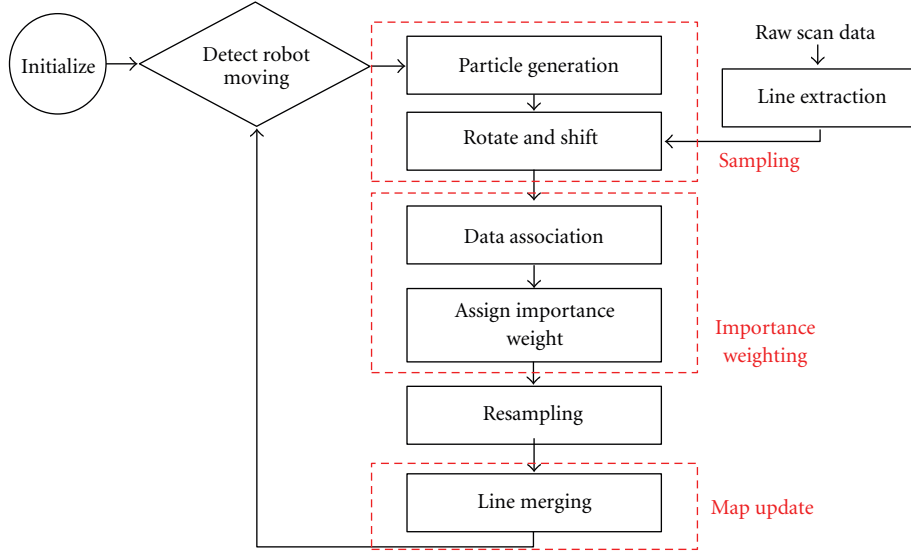 Initialize
Detect robot
moving
Particle generation
Rotate and shift
Raw scan data
Line extraction
Sampling
Data association
Assign importance
weight
Importance
weighting
Resampling
Line merging
Map update